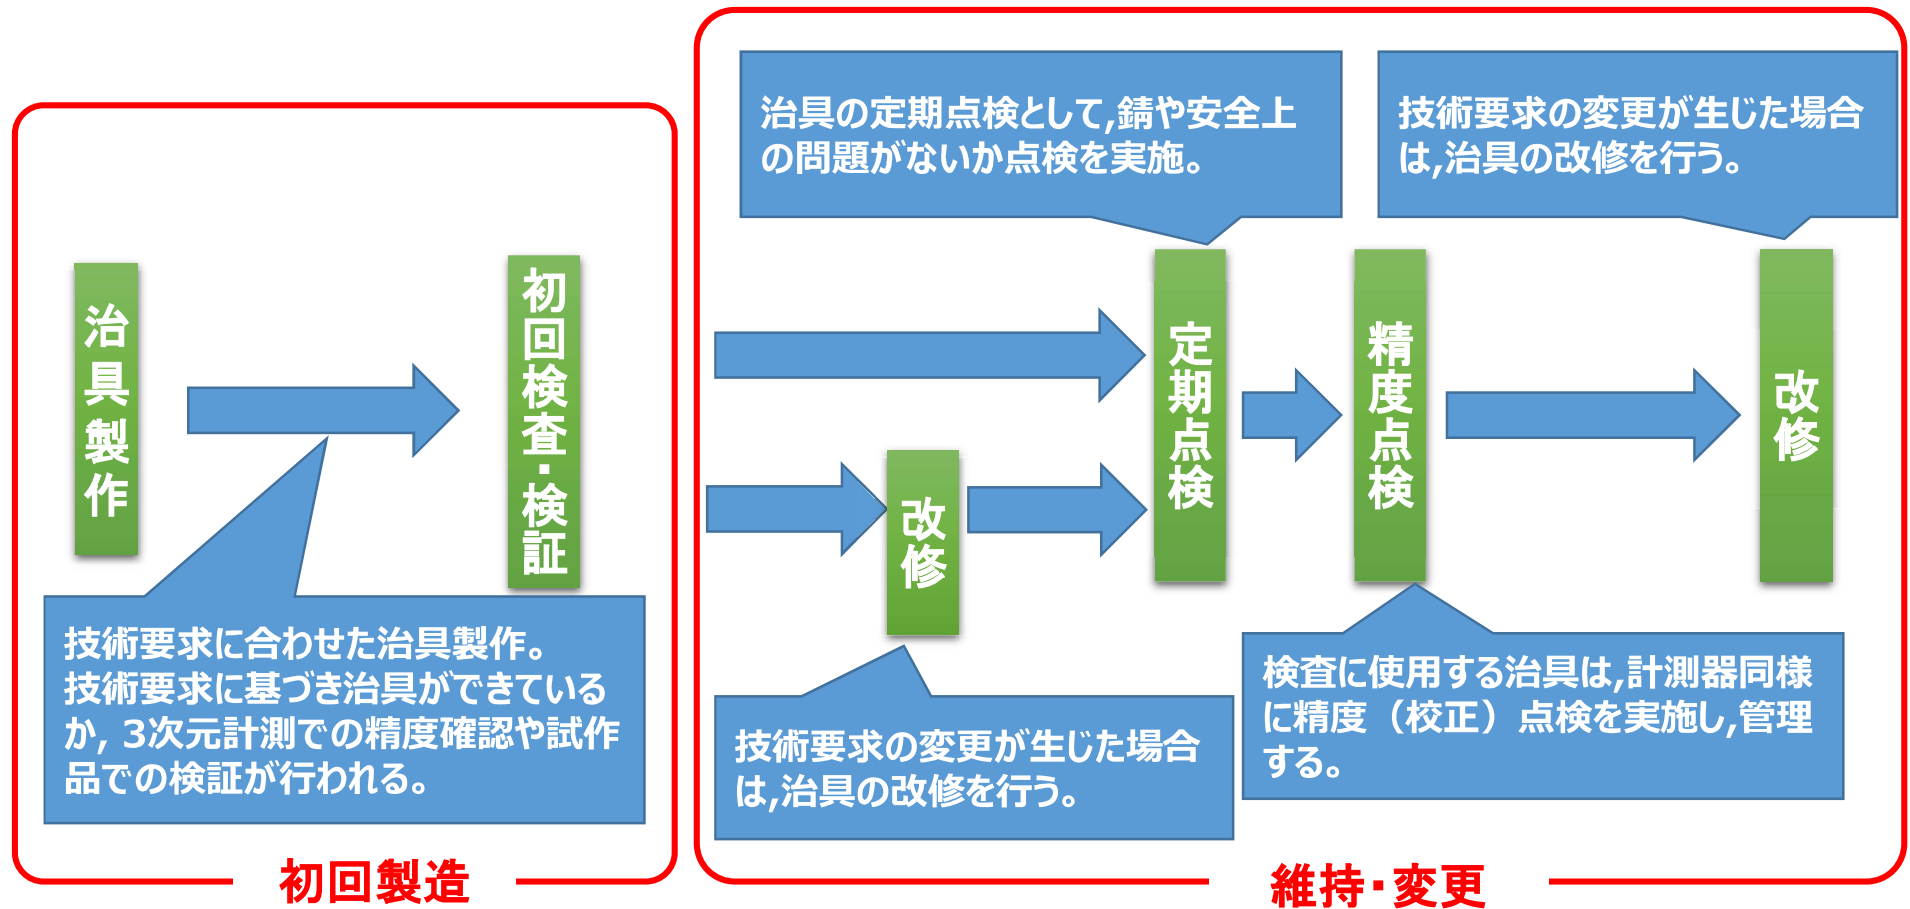 治具製作
初回検査・検証
技術要求に合わせた治具製作。
技術要求に基づき治具ができている
か, 3次元計測での精度確認や試作
品での検証が行われる。
初回製造
治具の定期点検として,錆や安全上
の問題がないか点検を実施。
技術要求の変更が生じた場合
は,治具の改修を行う。
改修
定期点検
精度点検
改修
技術要求の変更が生じた場合
は,治具の改修を行う。
検査に使用する治具は,計測器同様
に精度（校正）点検を実施し,管理
する。
維持・変更